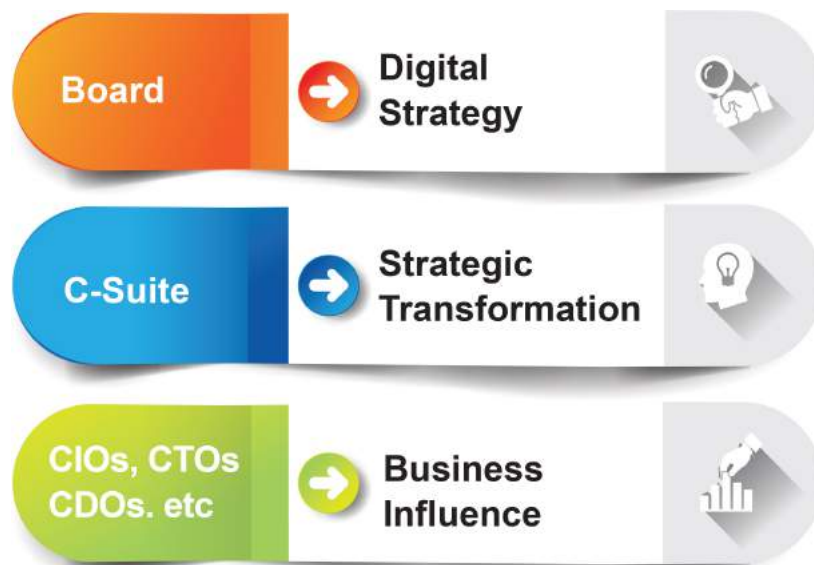 Board
Digital
Strategy
C-Suite
Strategic
Transformation
CIOs, CTOs
CDOs. etc
Business
Influence